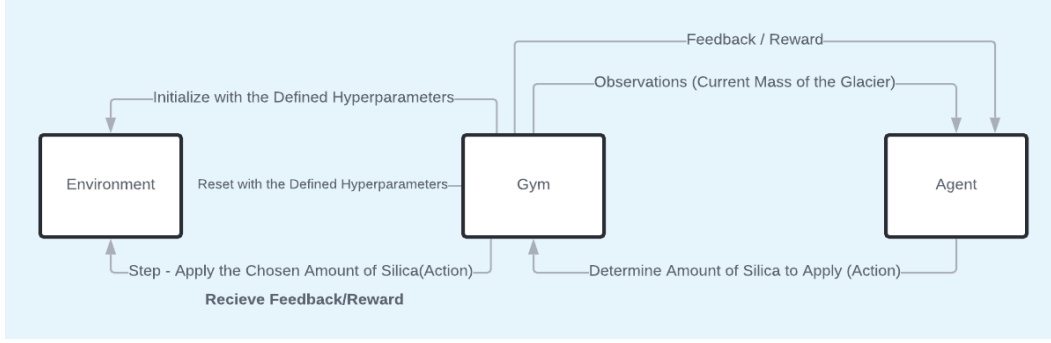 Feedback / Reward
Observations (Current Mass of the Glacier)
Initialize with the Defined Hyperparameters
Environment
Reset with the Defined Hyperparameters
Gym
Agent
Step - Apply the Chosen Amount of Silica(Action)
Determine Amount of Silica to Apply (Action)
Recieve Feedback/Reward